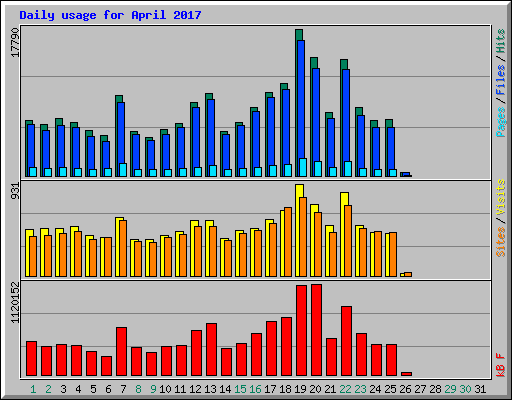 Daily usage for April 2017
17790
Pages / Files / Hits
931
Sites / Visits
1120152
kB F
1 2 3 4 5 6 7 8 9 10 11 12 13 14 15 16 17 18 19 20 21 22 23 24 25 26 27 28 29 30 31